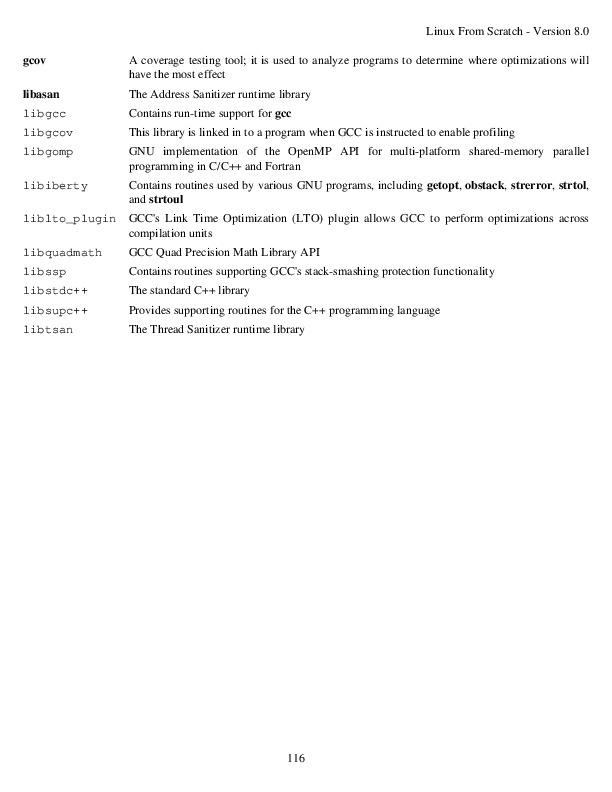 Linux From Scratch - Version 8.0
gcov A coverage testing tool; it is used to analyze programs to determine where optimizations will
have the most effect
libasan The Address Sanitizer runtime library
libgcc Contains run-time support for gcc
libgcov This library is linked in to a program when GCC is instructed to enable profiling
libgomp GNU implementation of the OpenMP API for multi-platform shared-memory parallel
programming in C/C++ and Fortran
libiberty Contains routines used by various GNU programs, including getopt, obstack, strerror, strtol,
and strtoul
liblto_plugin GCC's Link Time Optimization (LTO) plugin allows GCC to perform optimizations across
compilation units
libquadmath GCC Quad Precision Math Library API
libssp Contains routines supporting GCC's stack-smashing protection functionality
libstdc++ The standard C++ library
libsupc++ Provides supporting routines for the C++ programming language
libtsan The Thread Sanitizer runtime library
116